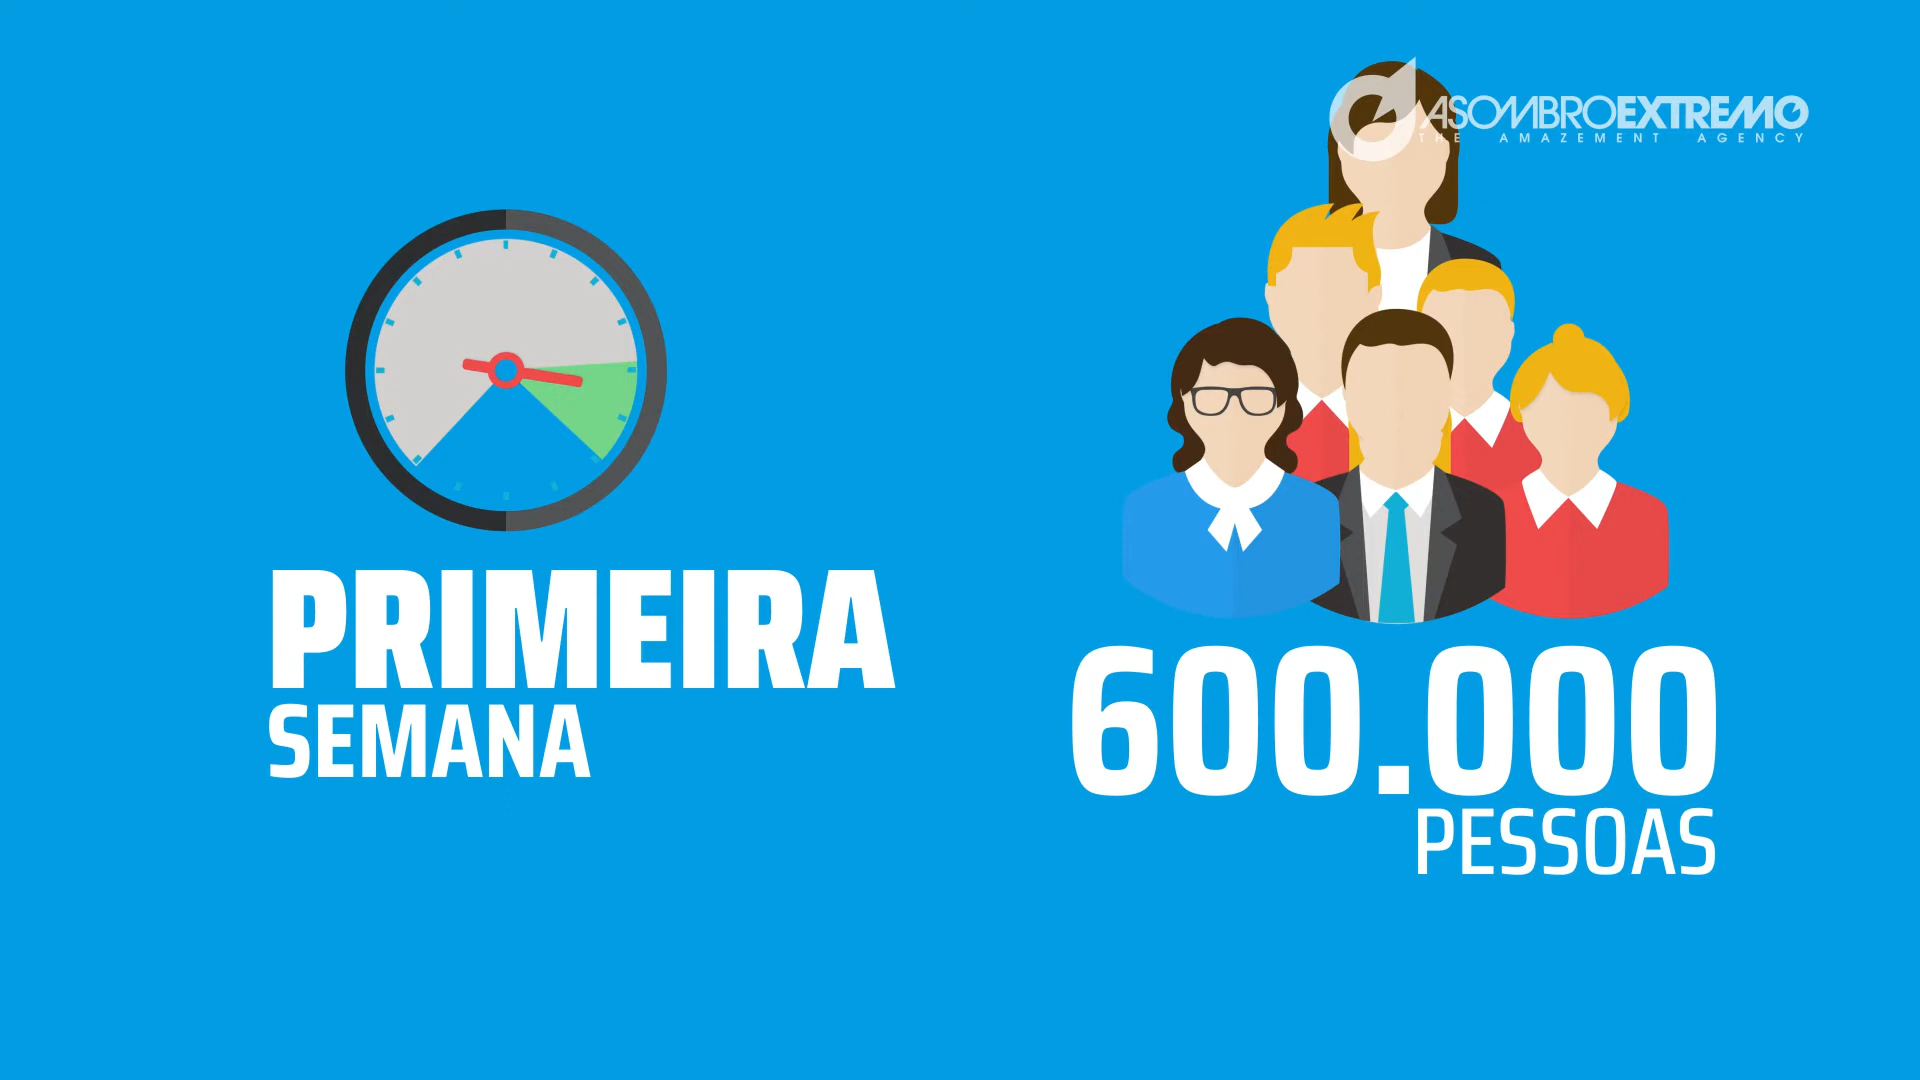 ASOMBROEXTREMO
THE AMAZEMENT AGENCY
PRIMEIRA
SEMANA
600.000
PESSOAS